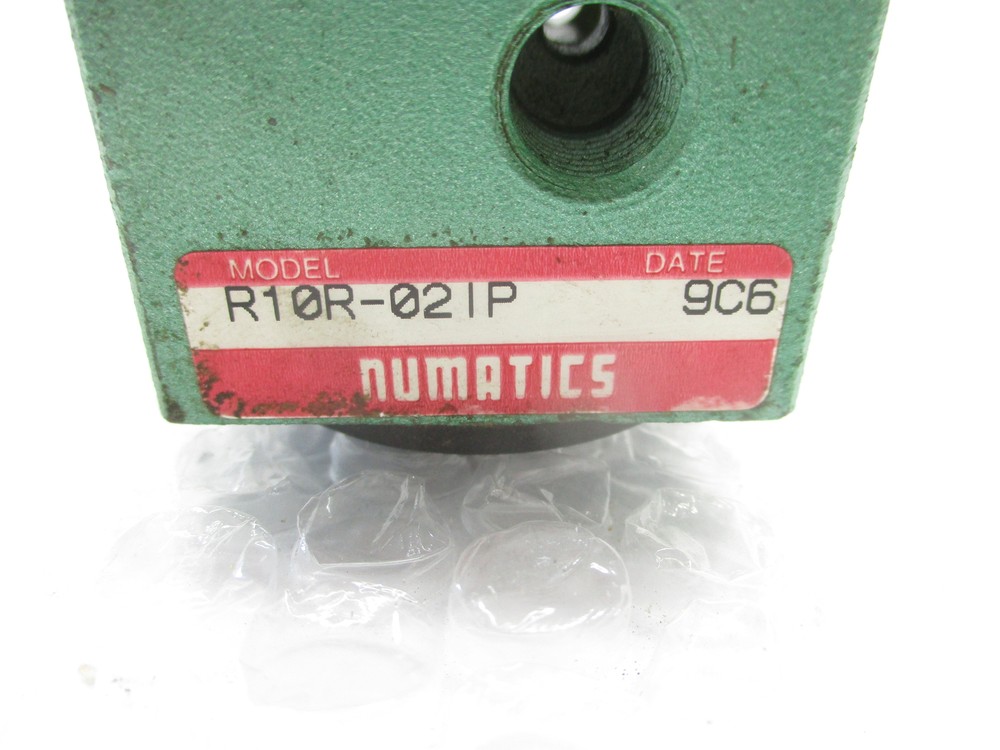 MODEL DATE
R10R-02IP 9C6
numatics